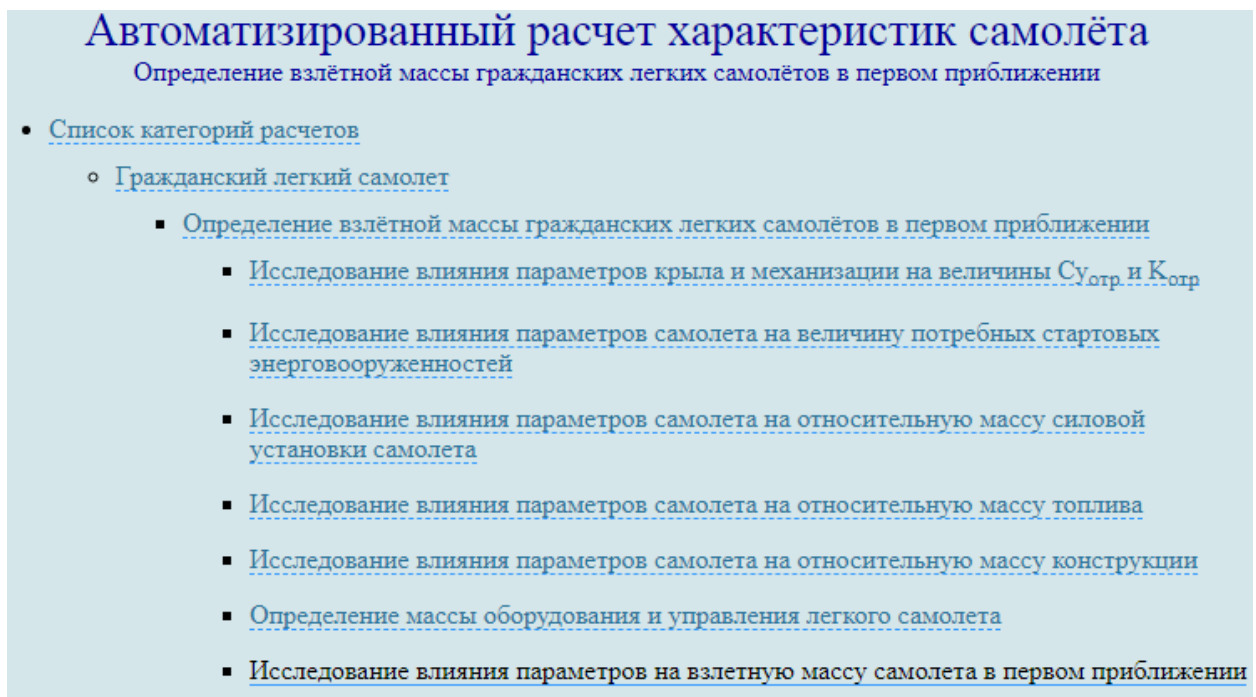 Автоматизированный расчет характеристик самолёта
Определение взлётной массы гражданских легких самолётов в первом приближении
Список категорий расчетов
Гражданский легкий самолет
Определение взлётной массы гражданских легких самолётов в первом приближении
Исследование влияния параметров крыла и механизации на величины Cyотр и Kотр
Исследование влияния параметров самолета на величину потребных стартовых
энерговооруженностей
Исследование влияния параметров самолета на относительную массу силовой
установки самолета
Исследование влияния параметров самолета на относительную массу топлива
Исследование влияния параметров самолета на относительную массу конструкции
Определение массы оборудования и управления легкого самолета
Исследование влияния параметров на взлетную массу самолета в первом приближении